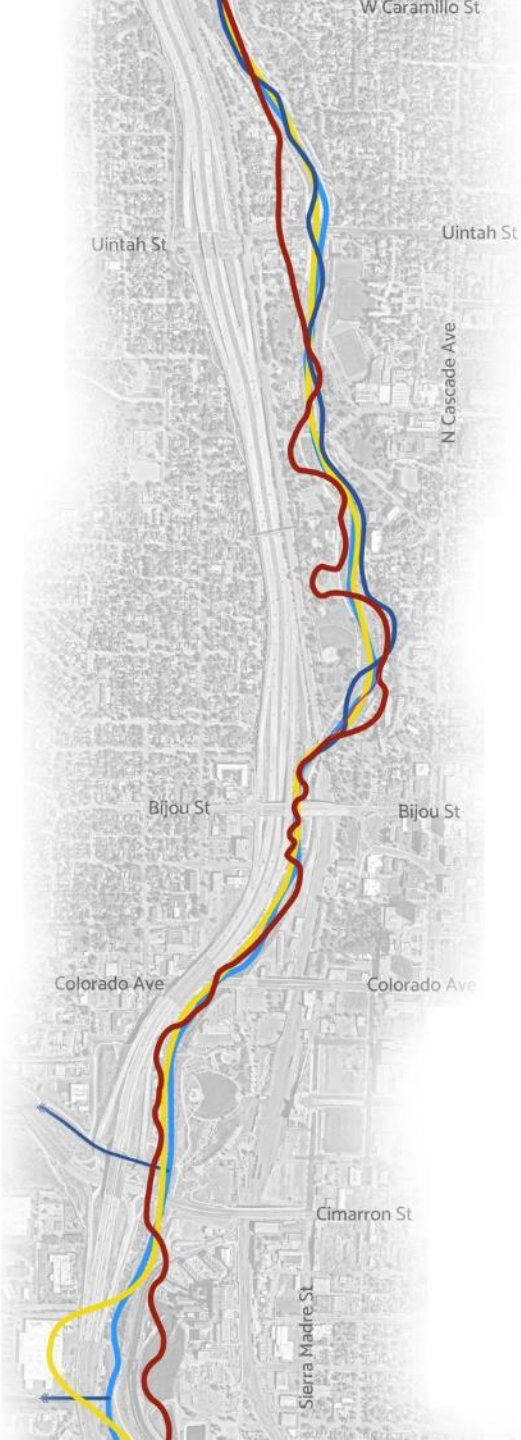 W Caramillo St
Uintah St
Uintah St
N Cascade Ave
Bijou St
Bijou St
Colorado Ave
Colorado Ave
Cimarron St
Sierra Madre St